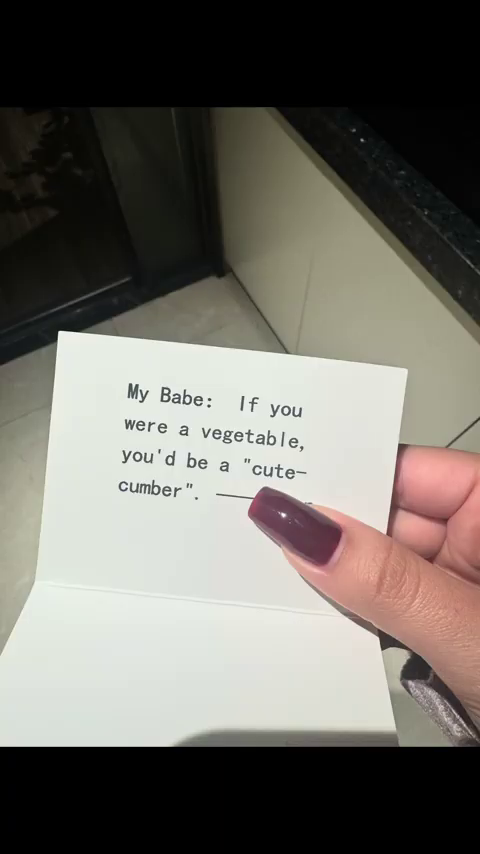 My Babe: If you
were a vegetable,
you'd be a "cute-
cumber". ———